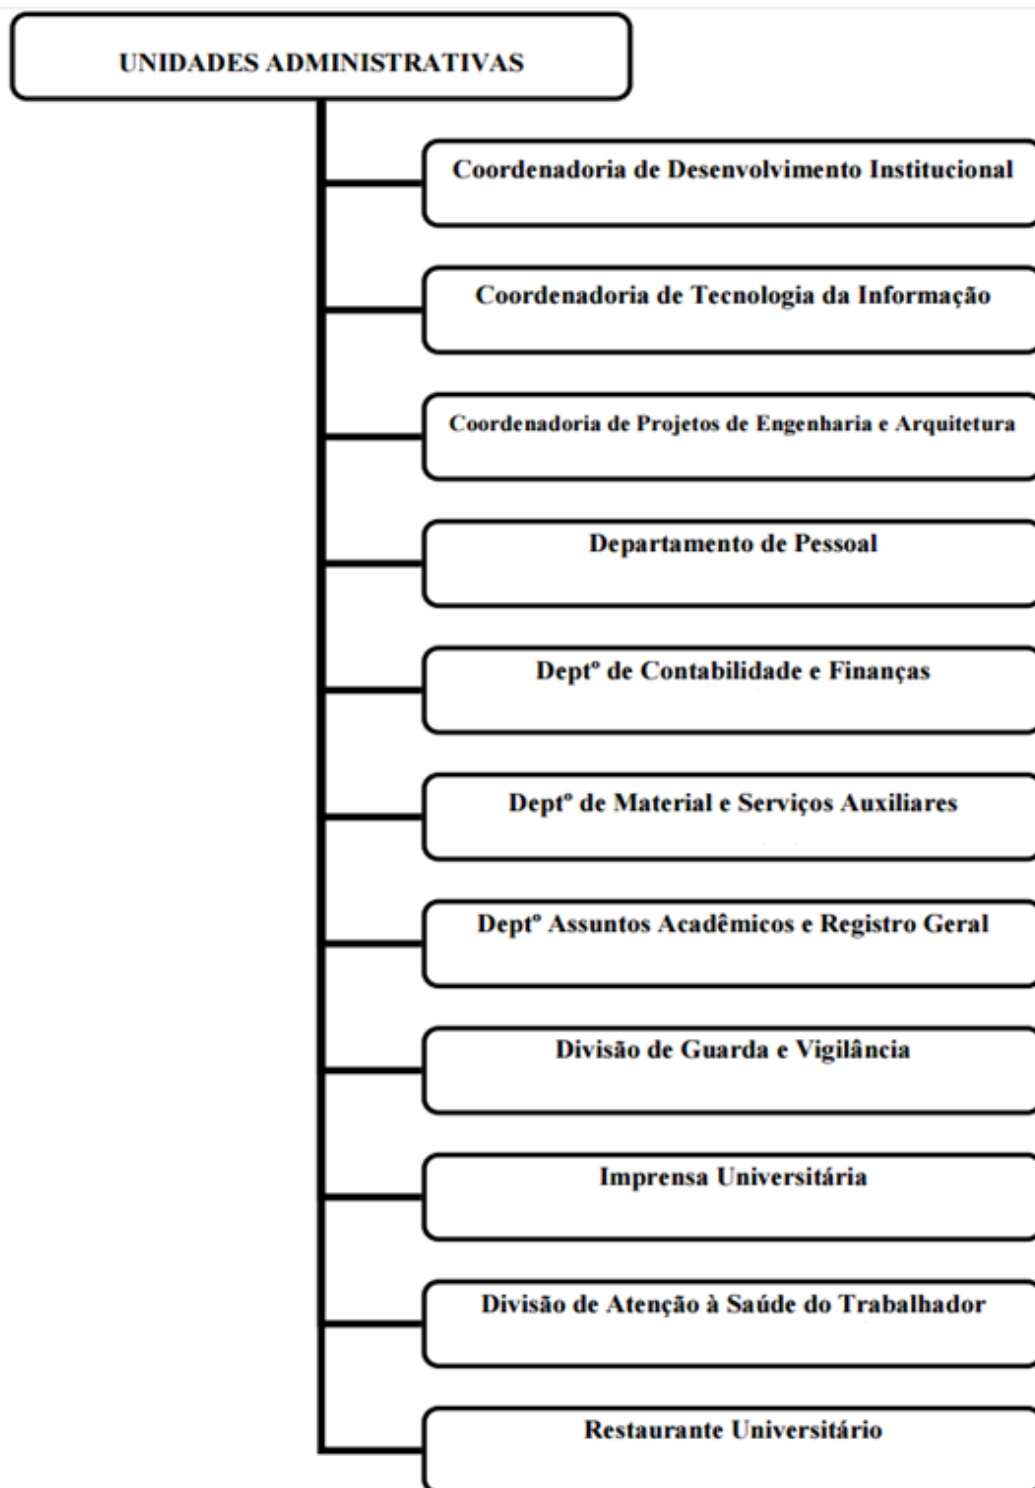 UNIDADES ADMINISTRATIVAS
Coordenadoria de Desenvolvimento Institucional
Coordenadoria de Tecnologia da Informação
Coordenadoria de Projetos de Engenharia e Arquitetura
Departamento de Pessoal
Deptº de Contabilidade e Finanças
Deptº de Material e Serviços Auxiliares
Deptº Assuntos Acadêmicos e Registro Geral
Divisão de Guarda e Vigilância
Imprensa Universitária
Divisão de Atenção à Saúde do Trabalhador
Restaurante Universitário